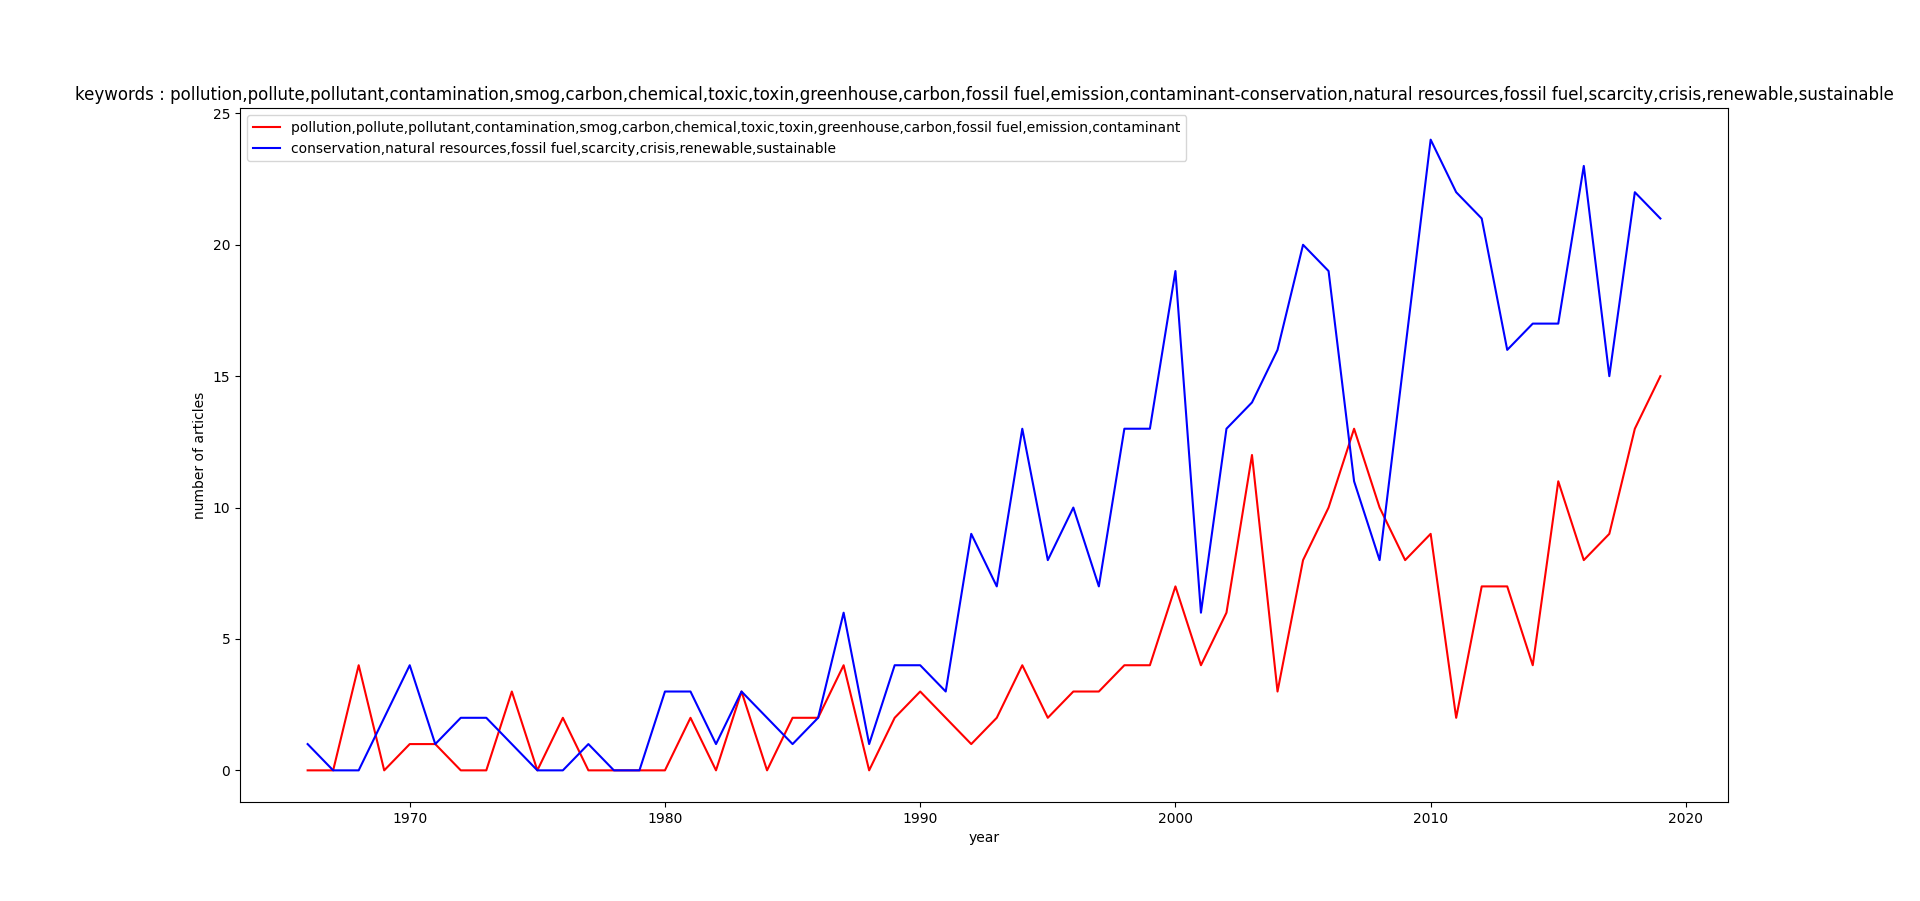 keywords : pollution,pollute,pollutant,contamination,smog,carbon,chemical,toxic,toxin,greenhouse,carbon,fossil fuel,emission,contaminant-conservation,natural resources,fossil fuel,scarcity,crisis,renewable,sustainable
pollution,pollute,pollutant,contamination,smog,carbon,chemical,toxic,toxin,greenhouse,carbon,fossil fuel,emission,contaminant
conservation,natural resources,fossil fuel,scarcity,crisis,renewable,sustainable
25
20
15
10
5
0
number of articles
1970 1980 1990 2000 2010 2020
year